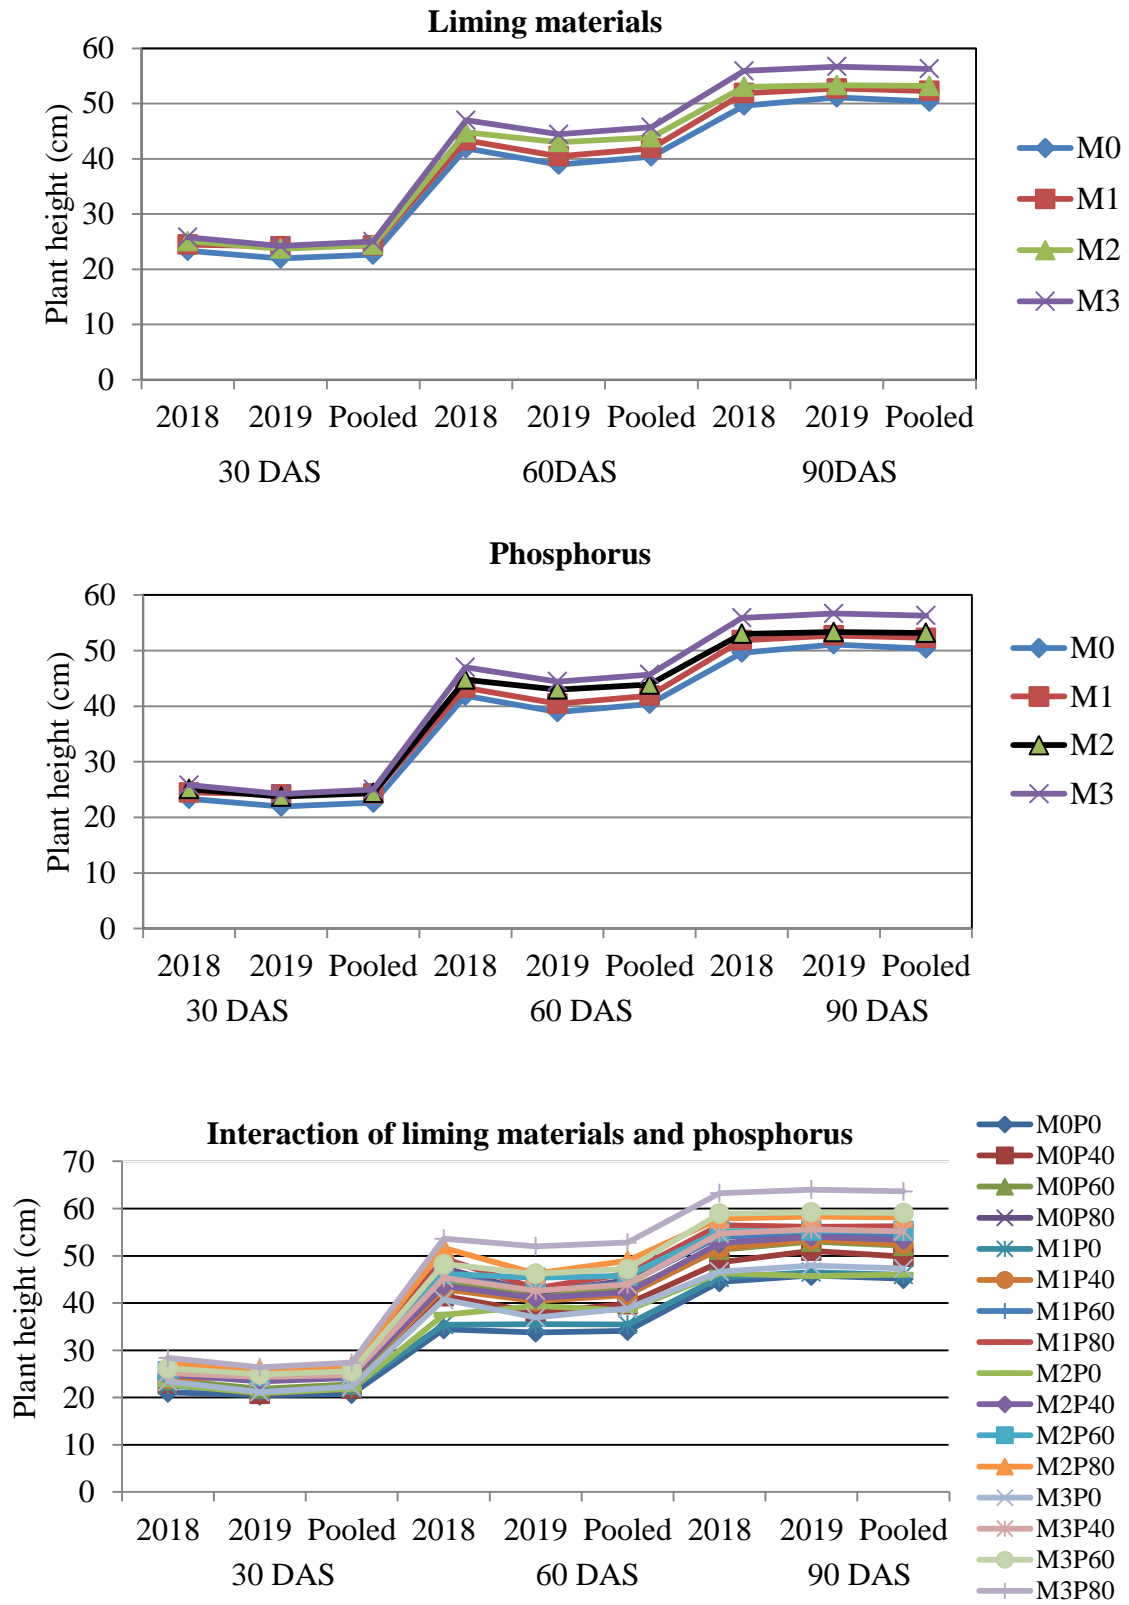 Liming materials
60
50
40
30
20
10
0
Plant height (cm)
2018 2019 Pooled 2018 2019 Pooled 2018 2019 Pooled
30 DAS 60DAS 90DAS
M0
M1
M2
M3
Phosphorus
60
50
40
30
20
10
0
Plant height (cm)
2018 2019 Pooled 2018 2019 Pooled 2018 2019 Pooled
30 DAS 60 DAS 90 DAS
M0
M1
M2
M3
Interaction of liming materials and phosphorus
70
60
50
40
30
20
10
0
Plant height (cm)
2018 2019 Pooled 2018 2019 Pooled 2018 2019 Pooled
30 DAS 60 DAS 90 DAS
M0P0
M0P40
M0P60
M0P80
M1P0
M1P40
M1P60
M1P80
M2P0
M2P40
M2P60
M2P80
M3P0
M3P40
M3P60
M3P80